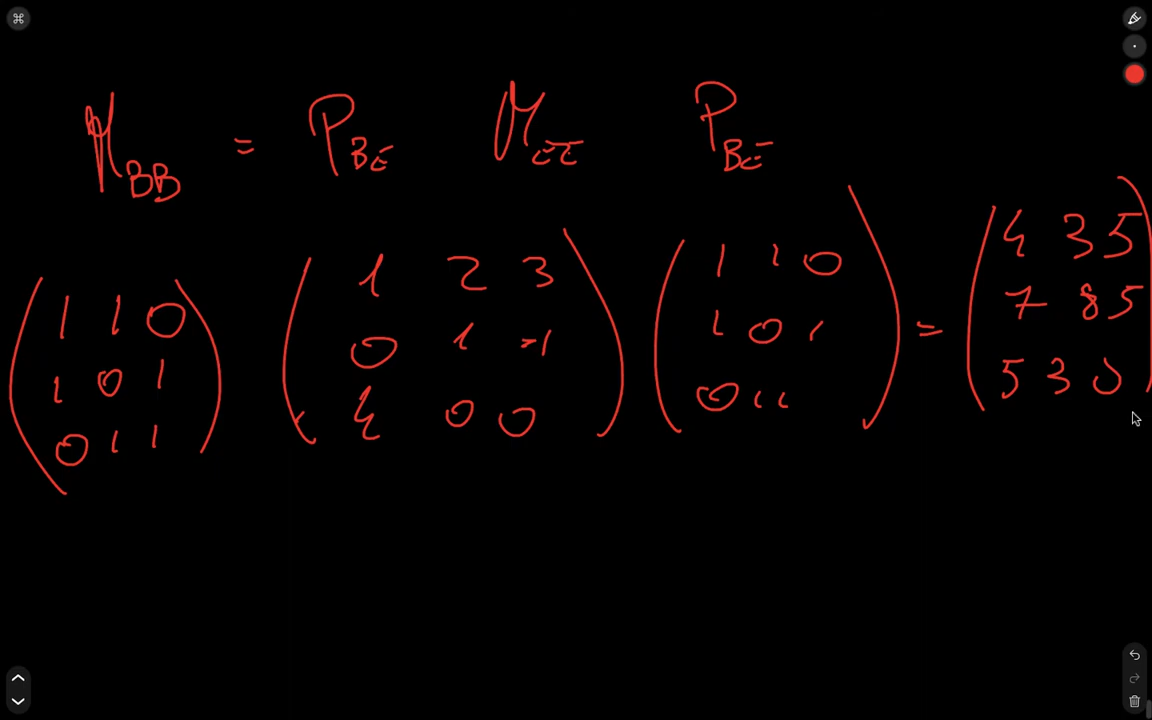 M_BB = P_BE M_EE P_BE
( 1 1 0 ) ( 1 2 3 ) ( 1 1 0 ) = ( 4 3 5 )
( 1 0 1 ) ( 0 1 -1 ) ( 1 0 1 ) ( 7 8 5 )
( 0 1 1 ) ( 4 0 0 ) ( 0 1 1 ) ( 5 3 0 )